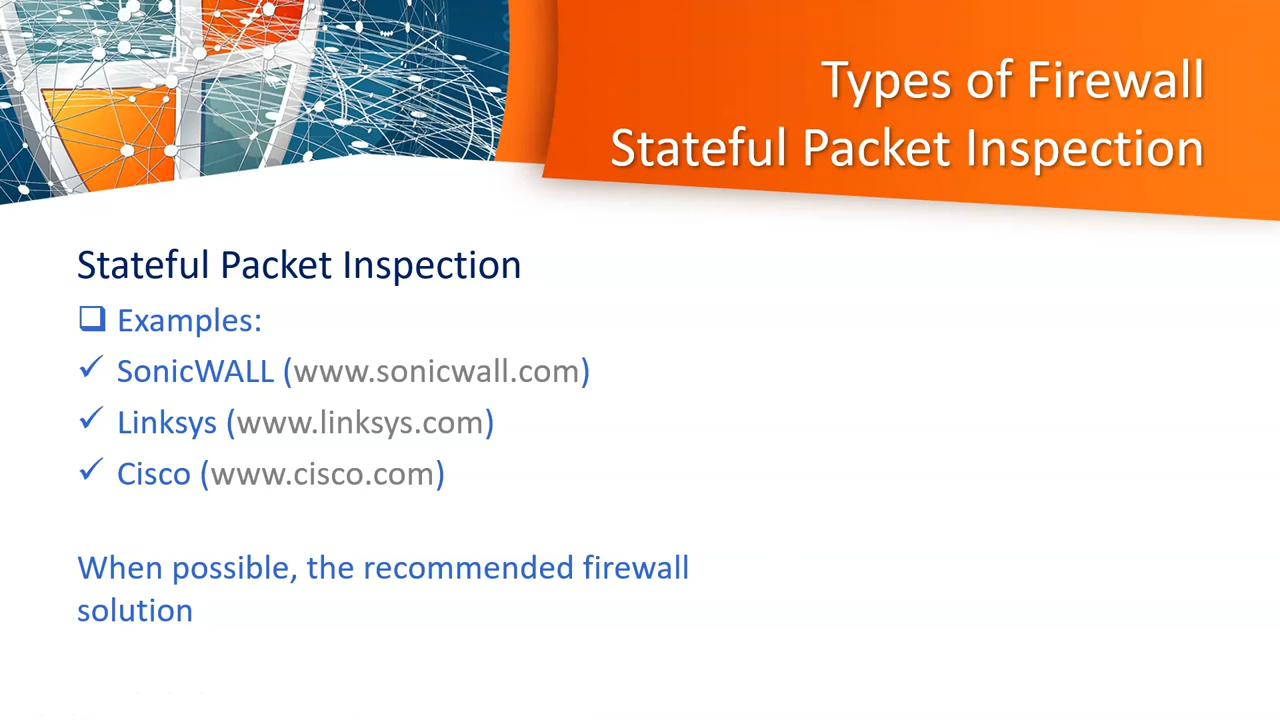 Types of Firewall
Stateful Packet Inspection
Stateful Packet Inspection
❑ Examples:
✓ SonicWALL (www.sonicwall.com)
✓ Linksys (www.linksys.com)
✓ Cisco (www.cisco.com)
When possible, the recommended firewall
solution